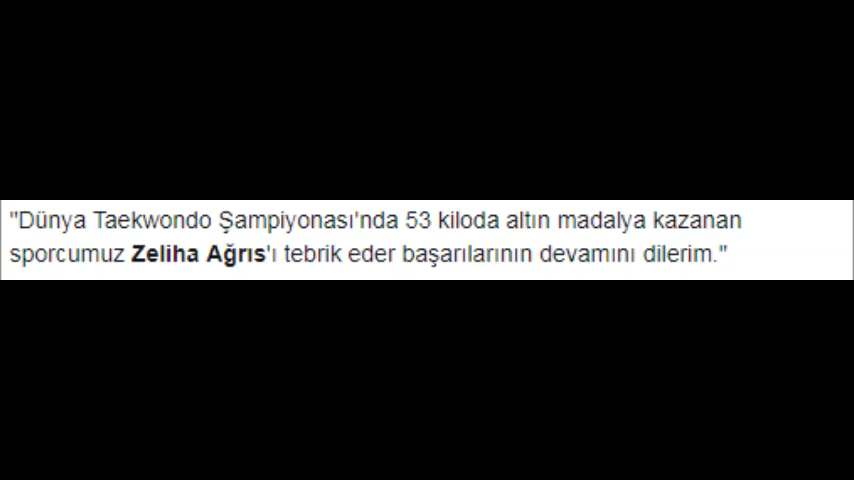 "Dünya Taekwondo Şampiyonası'nda 53 kiloda altın madalya kazanan
sporcumuz Zeliha Ağrıs'ı tebrik eder başarılarının devamını dilerim."